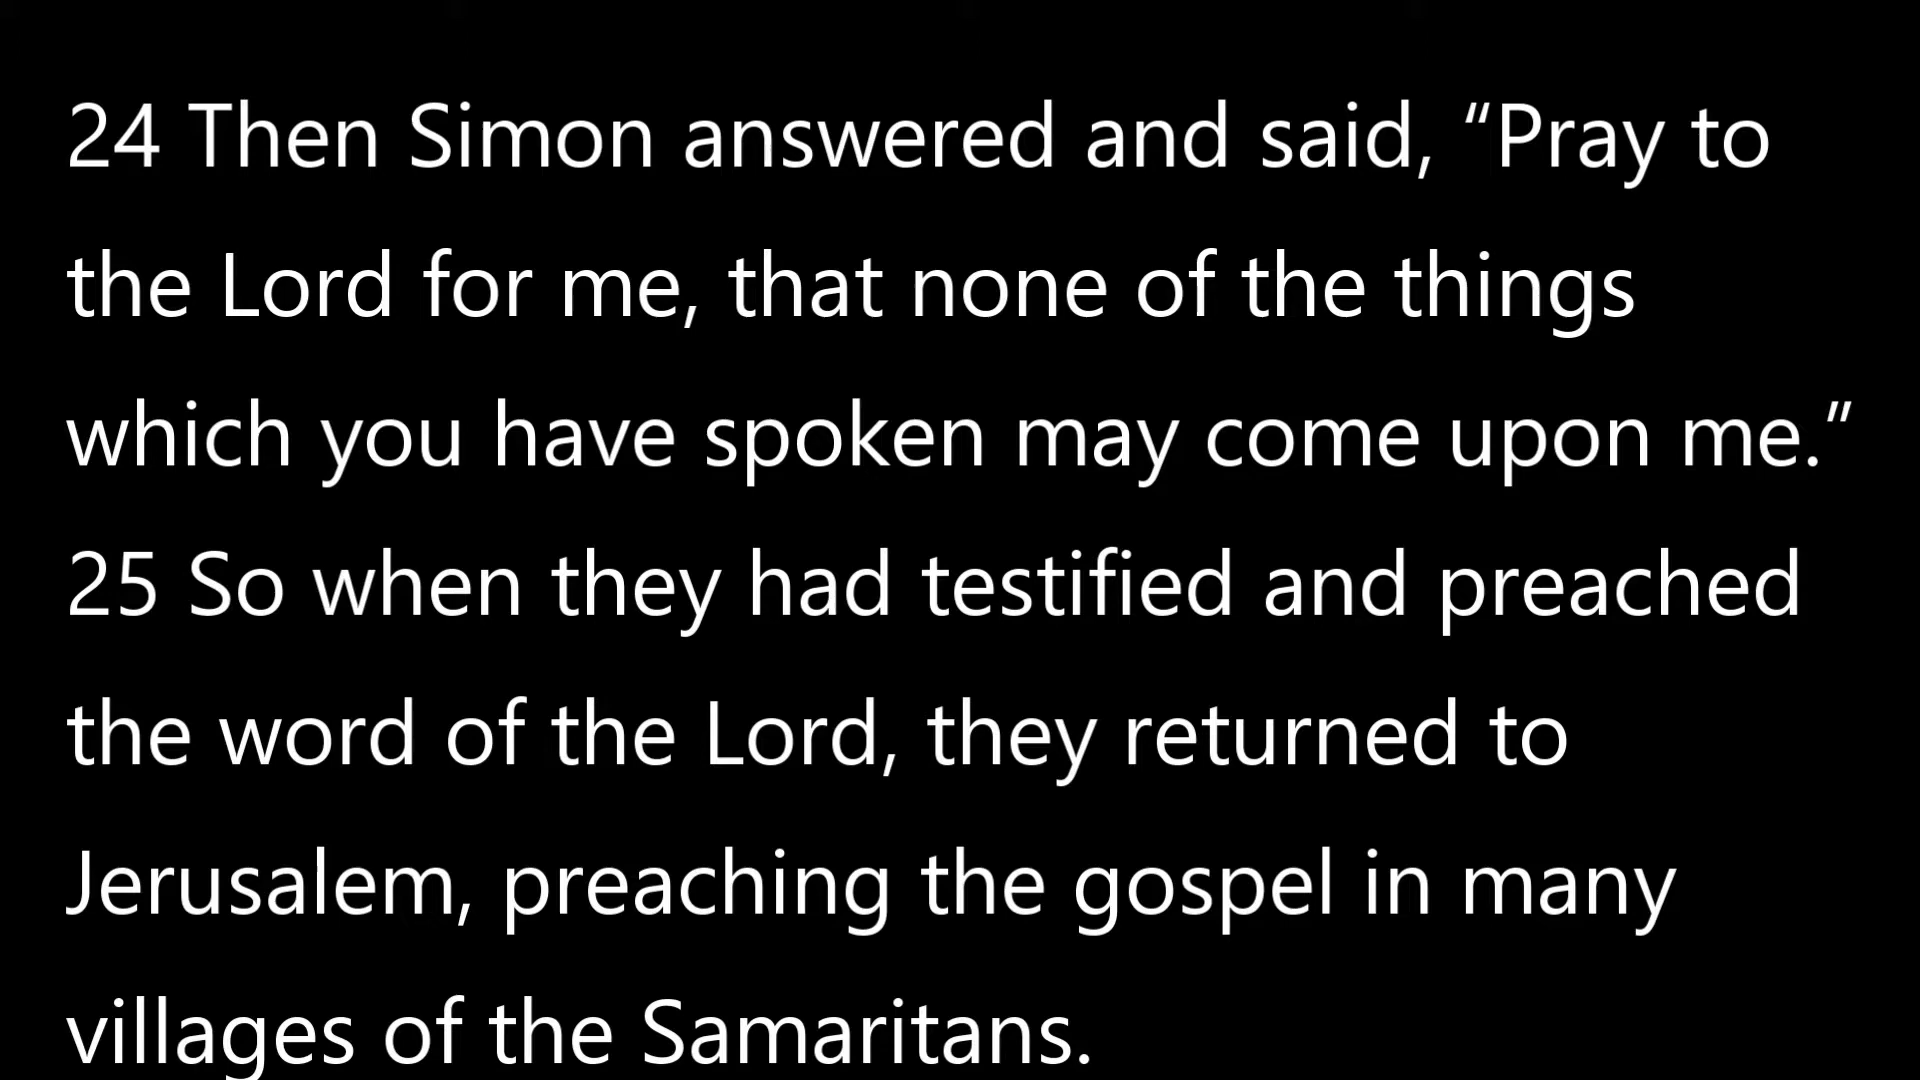 24 Then Simon answered and said, “Pray to
the Lord for me, that none of the things
which you have spoken may come upon me.”
25 So when they had testified and preached
the word of the Lord, they returned to
Jerusalem, preaching the gospel in many
villages of the Samaritans.